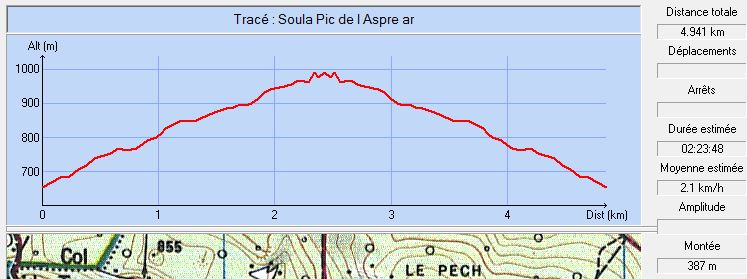 Tracé : Soula Pic de l Aspre ar
Alt (m)
1000
900
800
700
0
1
2
3
4
Dist (km)
Distance totale
4.941 km
Déplacements
Arrêts
Durée estimée
02:23:48
Moyenne estimée
2.1 km/h
Amplitude
Montée
387 m
Col
855
LE PECH